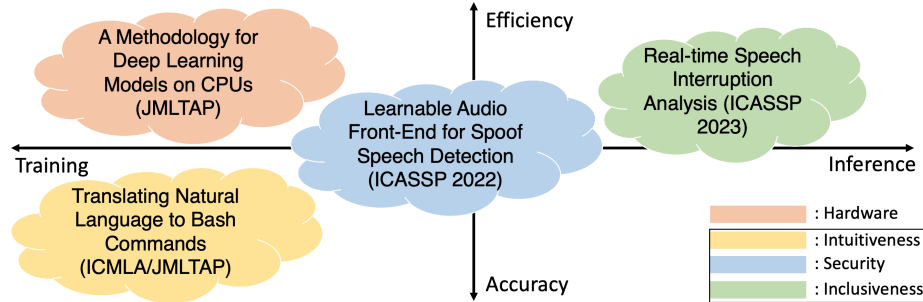 Efficiency
A Methodology for
Deep Learning
Models on CPUs
(JMLTAP)
Real-time Speech
Interruption
Analysis (ICASSP
2023)
Learnable Audio
Front-End for Spoof
Speech Detection
(ICASSP 2022)
Training
Inference
Translating Natural
Language to Bash
Commands
(ICMLA/JMLTAP)
Accuracy
: Hardware
: Intuitiveness
: Security
: Inclusiveness